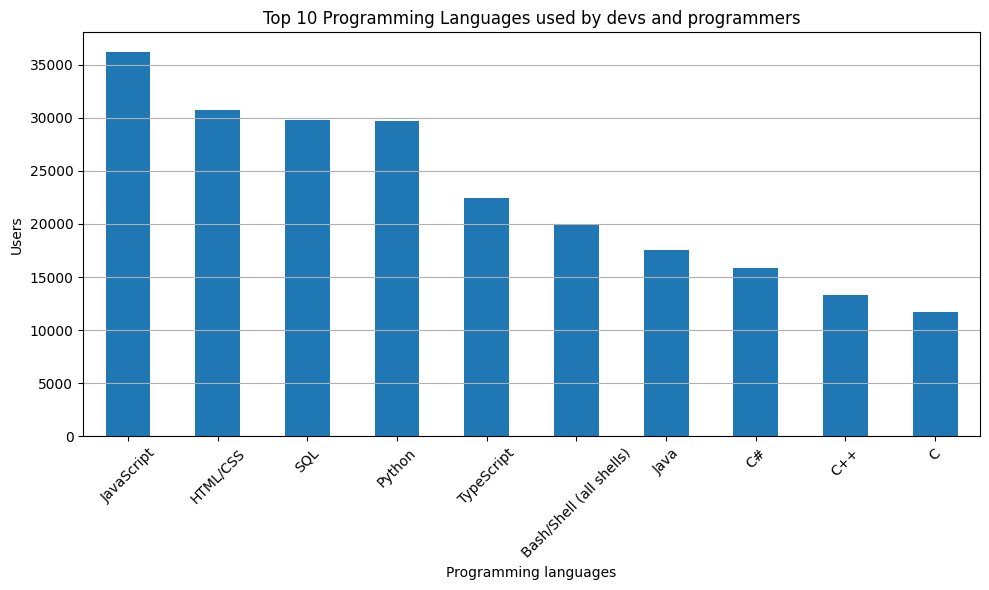 Top 10 Programming Languages used by devs and programmers
Users
35000
30000
25000
20000
15000
10000
5000
0
JavaScript
HTML/CSS
SQL
Python
TypeScript
Bash/Shell (all shells)
Java
C#
C++
C
Programming languages